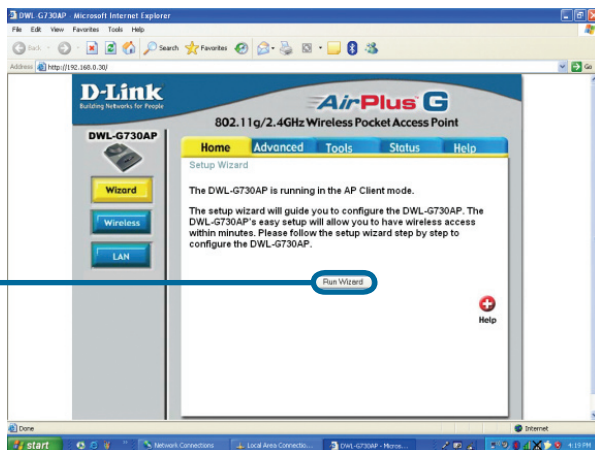 DWL-G730AP - Microsoft Internet Explorer
File Edit View Favorites Tools Help
Back Search Favorites
Address http://192.168.0.30/ Go
D-Link
Building Networks for People
AirPlus G
802.11g/2.4GHz Wireless Pocket Access Point
DWL-G730AP
Home Advanced Tools Status Help
Wizard
Wireless
LAN
Setup Wizard
The DWL-G730AP is running in the AP Client mode.
The setup wizard will guide you to configure the DWL-G730AP. The
DWL-G730AP's easy setup will allow you to have wireless access
within minutes. Please follow the setup wizard step by step to
configure the DWL-G730AP.
Run Wizard
Help
Done Internet
start Network Connections Local Area Connectio... DWL-G730AP - Micros... 4:19 PM